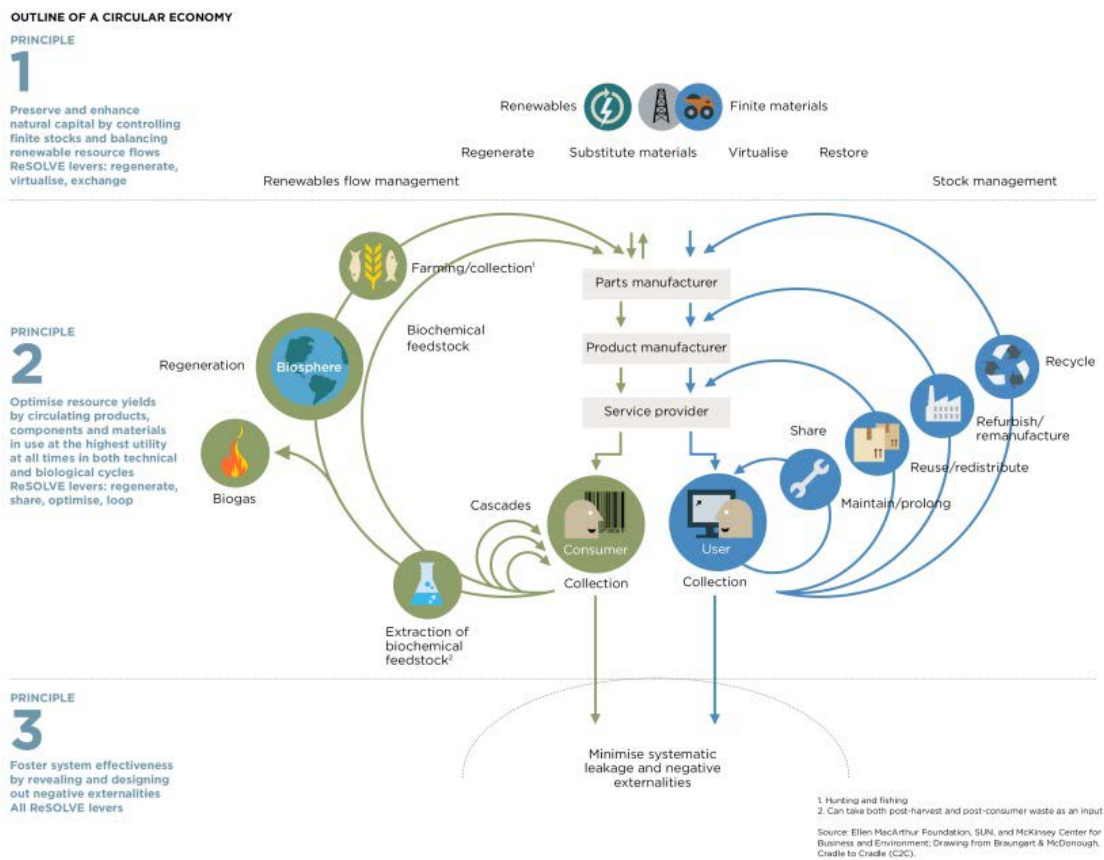 OUTLINE OF A CIRCULAR ECONOMY
PRINCIPLE
1
Preserve and enhance
natural capital by controlling
finite stocks and balancing
renewable resource flows
ReSOLVE levers: regenerate,
virtualise, exchange
Renewables
Finite materials
Regenerate
Substitute materials
Virtualise
Restore
Renewables flow management
Stock management
PRINCIPLE
2
Optimise resource yields
by circulating products,
components and materials
in use at the highest utility
at all times in both technical
and biological cycles
ReSOLVE levers: regenerate,
share, optimise, loop
Farming/collection¹
Parts manufacturer
Biochemical
feedstock
Regeneration
Biosphere
Product manufacturer
Recycle
Service provider
Share
Refurbish/
remanufacture
Reuse/redistribute
Biogas
Cascades
Maintain/prolong
Consumer
User
Collection
Collection
Extraction of
biochemical
feedstock²
PRINCIPLE
3
Foster system effectiveness
by revealing and designing
out negative externalities
All ReSOLVE levers
Minimise systematic
leakage and negative
externalities
1. Hunting and fishing
2. Can take both post-harvest and post-consumer waste as an input
Source: Ellen MacArthur Foundation, SUN, and McKinsey Center for
Business and Environment; Drawing from Braungart & McDonough,
Cradle to Cradle (C2C).